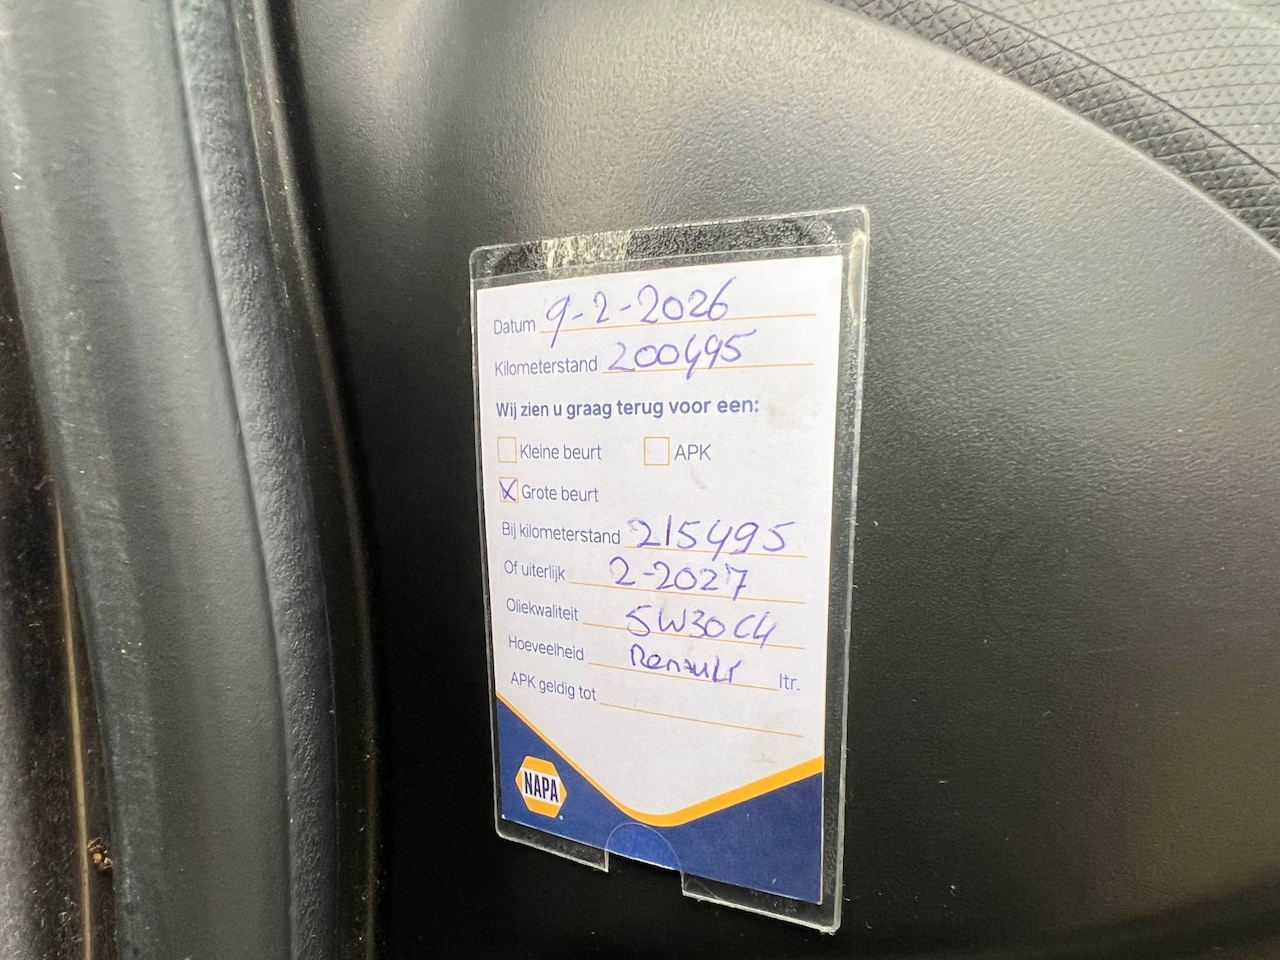 Datum 9-2-2026
Kilometerstand 200495
Wij zien u graag terug voor een:
Kleine beurt APK
Grote beurt
Bij kilometerstand 215495
Of uiterlijk 2-2027
Oliekwaliteit 5W30 C4
Hoeveelheid Renault ltr.
APK geldig tot
NAPA